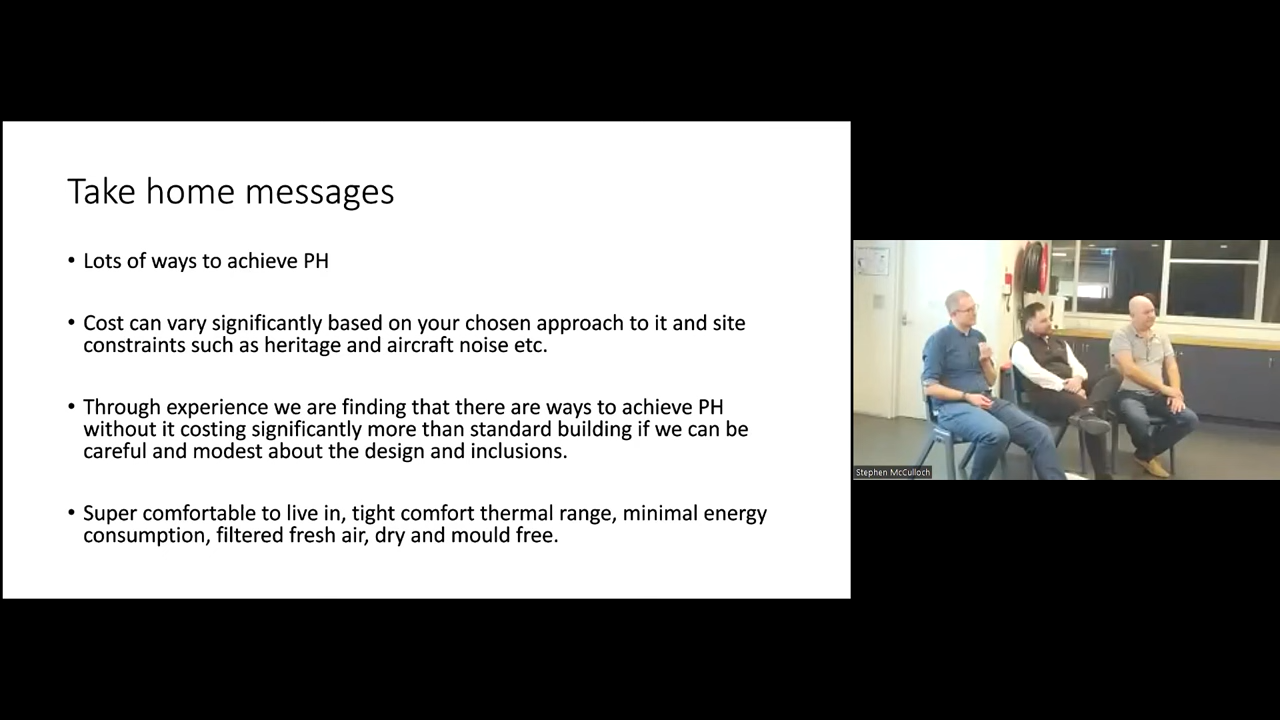 Take home messages
• Lots of ways to achieve PH
• Cost can vary significantly based on your chosen approach to it and site
constraints such as heritage and aircraft noise etc.
• Through experience we are finding that there are ways to achieve PH
without it costing significantly more than standard building if we can be
careful and modest about the design and inclusions.
• Super comfortable to live in, tight comfort thermal range, minimal energy
consumption, filtered fresh air, dry and mould free.
Stephen McCulloch